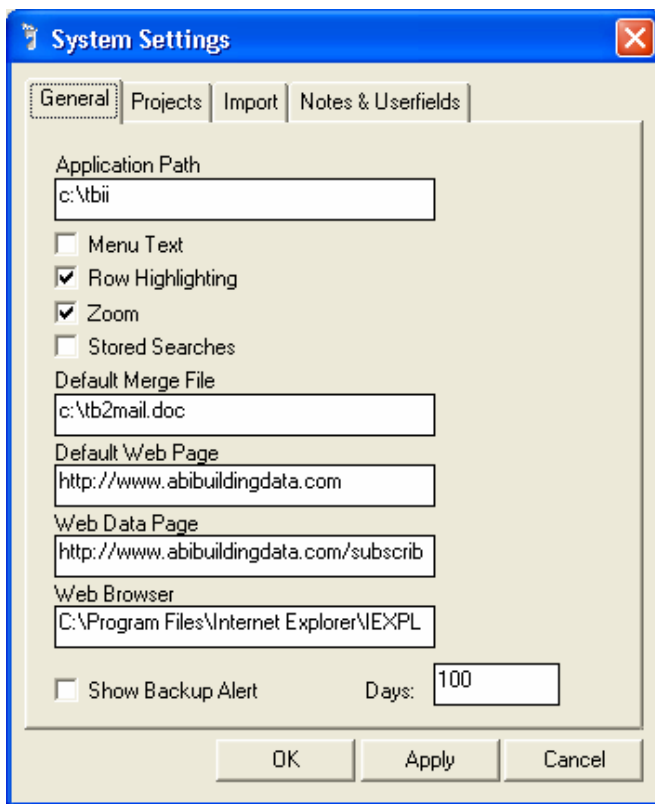 System Settings
General Projects Import Notes & Userfields
Application Path
c:\tbii
Menu Text
Row Highlighting
Zoom
Stored Searches
Default Merge File
c:\tb2mail.doc
Default Web Page
http://www.abibuildingdata.com
Web Data Page
http://www.abibuildingdata.com/subscrib
Web Browser
C:\Program Files\Internet Explorer\IEXPL
Show Backup Alert Days: 100
OK Apply Cancel